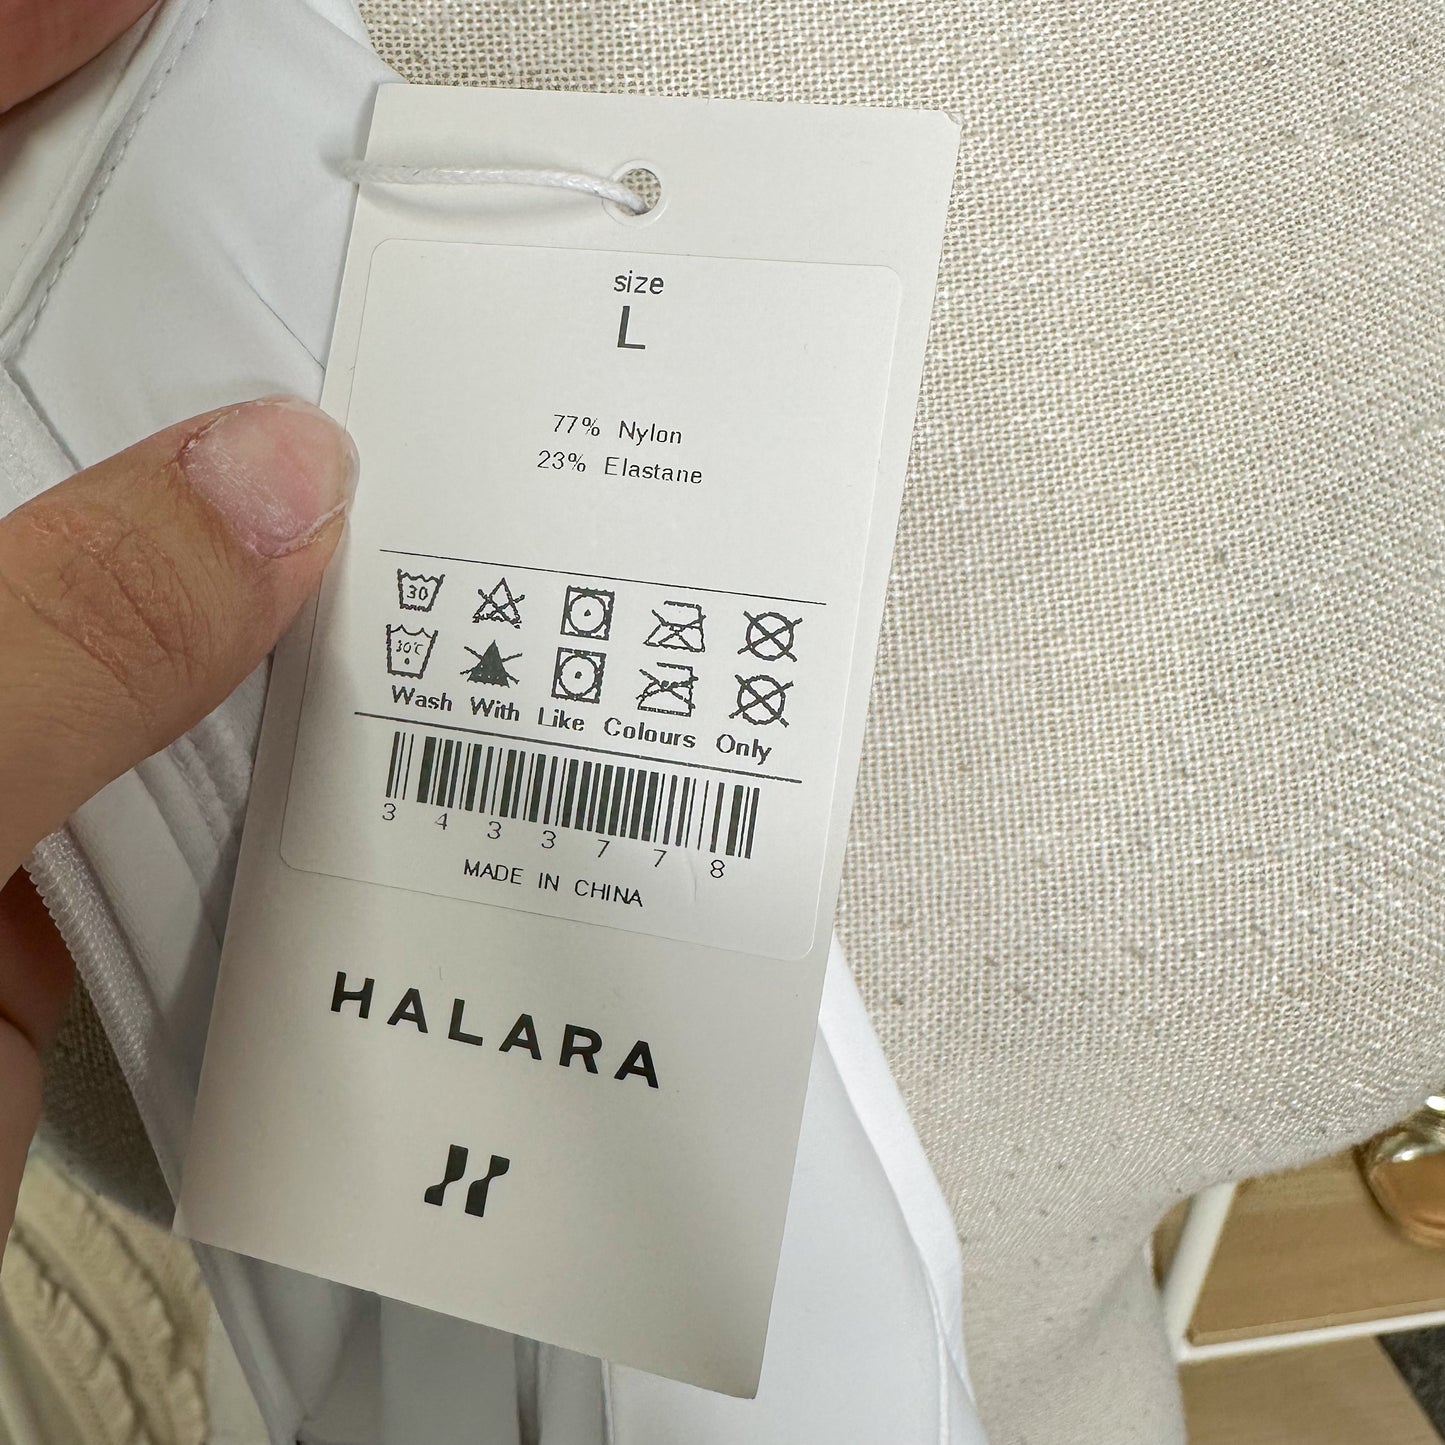 size
L
77% Nylon
23% Elastane
30
30°C
Wash With Like Colours Only
3 4 3 3 7 7 8
MADE IN CHINA
HALARA